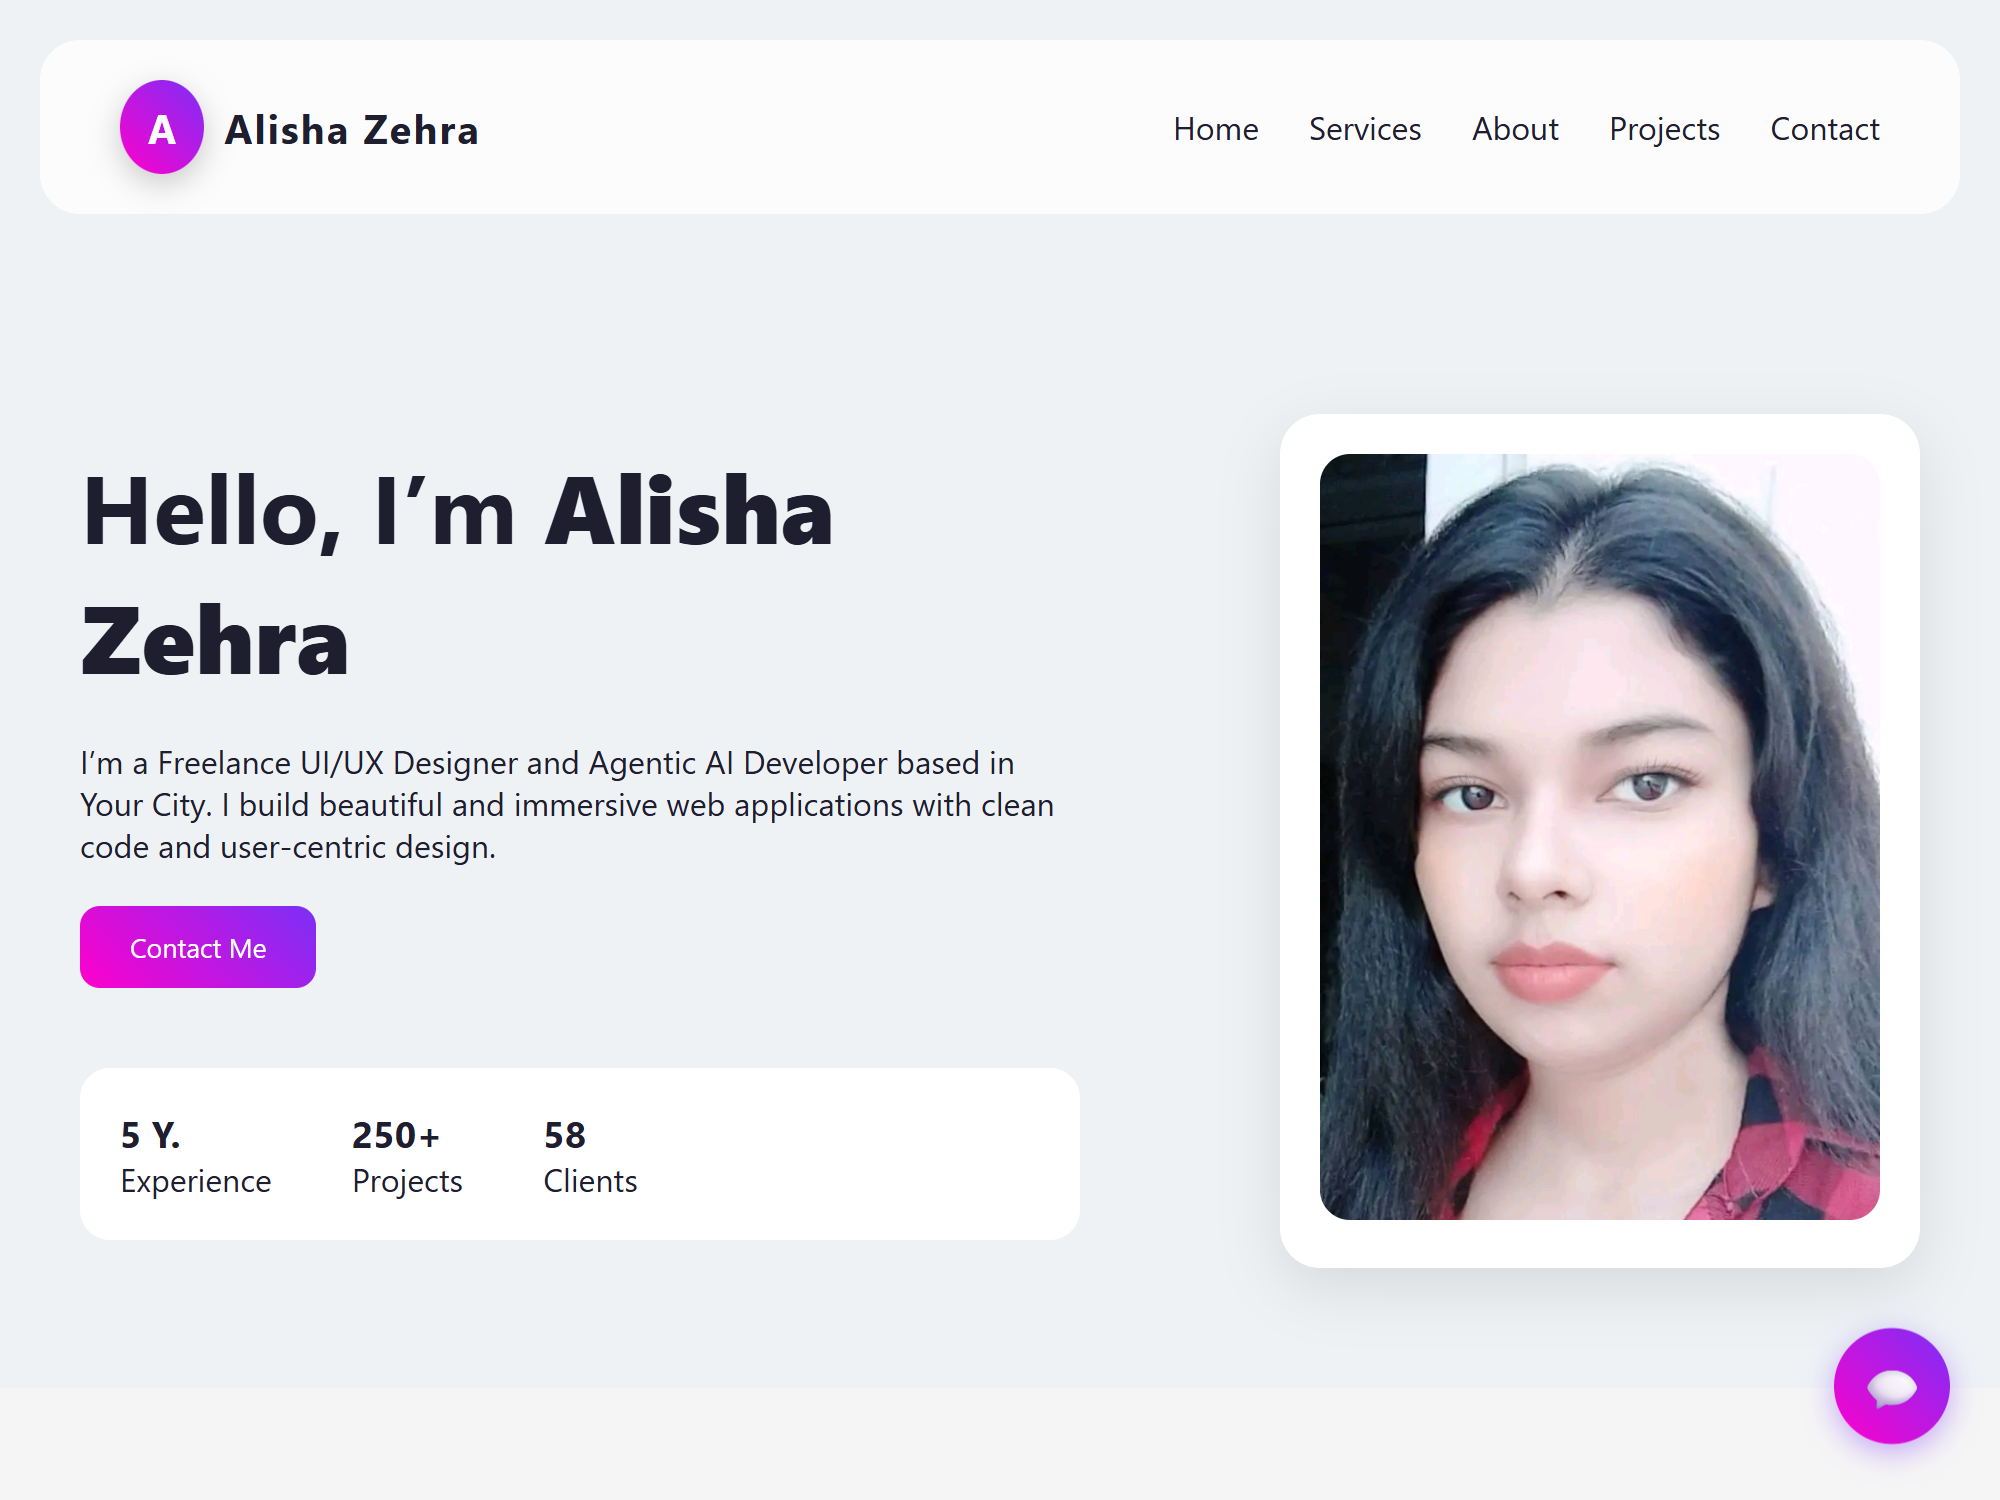 A
Alisha Zehra
Home
Services
About
Projects
Contact
Hello, I’m Alisha
Zehra
I’m a Freelance UI/UX Designer and Agentic AI Developer based in
Your City. I build beautiful and immersive web applications with clean
code and user-centric design.
Contact Me
5 Y.
Experience
250+
Projects
58
Clients